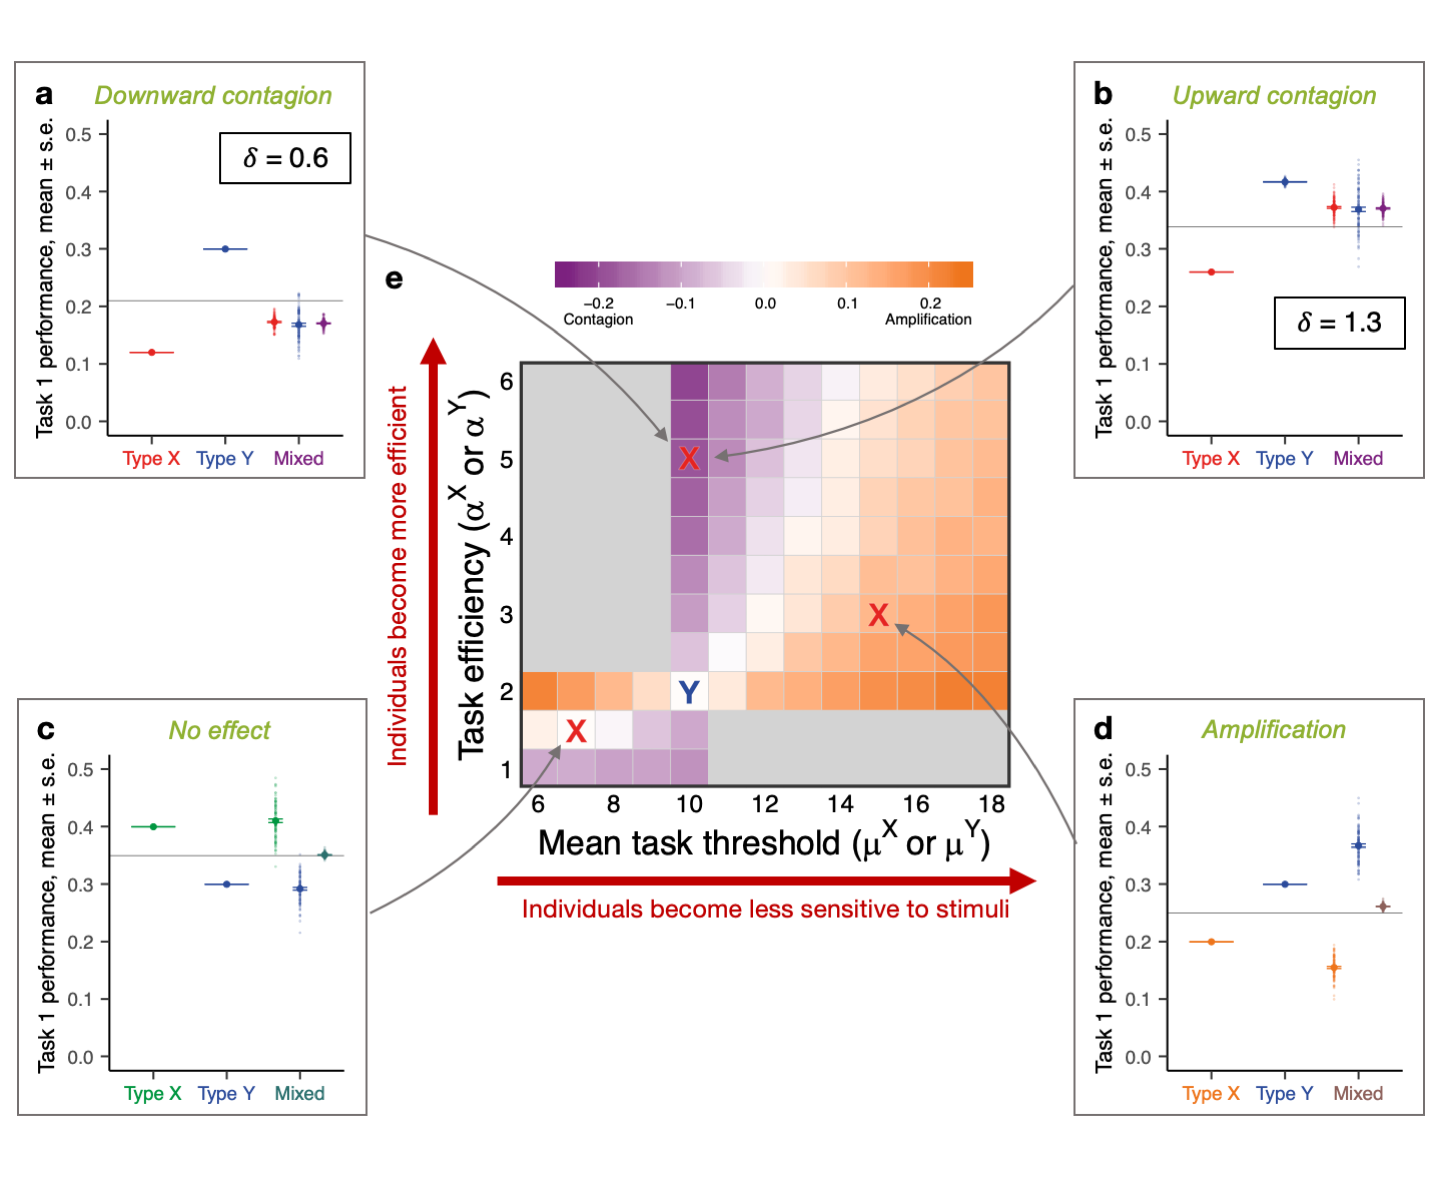 a Downward contagion
Task 1 performance, mean ± s.e.
0.5
0.4
0.3
0.2
0.1
0.0
δ = 0.6
Type X Type Y Mixed
b Upward contagion
Task 1 performance, mean ± s.e.
0.5
0.4
0.3
0.2
0.1
0.0
δ = 1.3
Type X Type Y Mixed
e
−0.2 −0.1 0.0 0.1 0.2
Contagion Amplification
Individuals become more efficient
Task efficiency (α^X or α^Y)
6
5
4
3
2
1
X
X
Y
X
6 8 10 12 14 16 18
Mean task threshold (μ^X or μ^Y)
Individuals become less sensitive to stimuli
c No effect
Task 1 performance, mean ± s.e.
0.5
0.4
0.3
0.2
0.1
0.0
Type X Type Y Mixed
d Amplification
Task 1 performance, mean ± s.e.
0.5
0.4
0.3
0.2
0.1
0.0
Type X Type Y Mixed